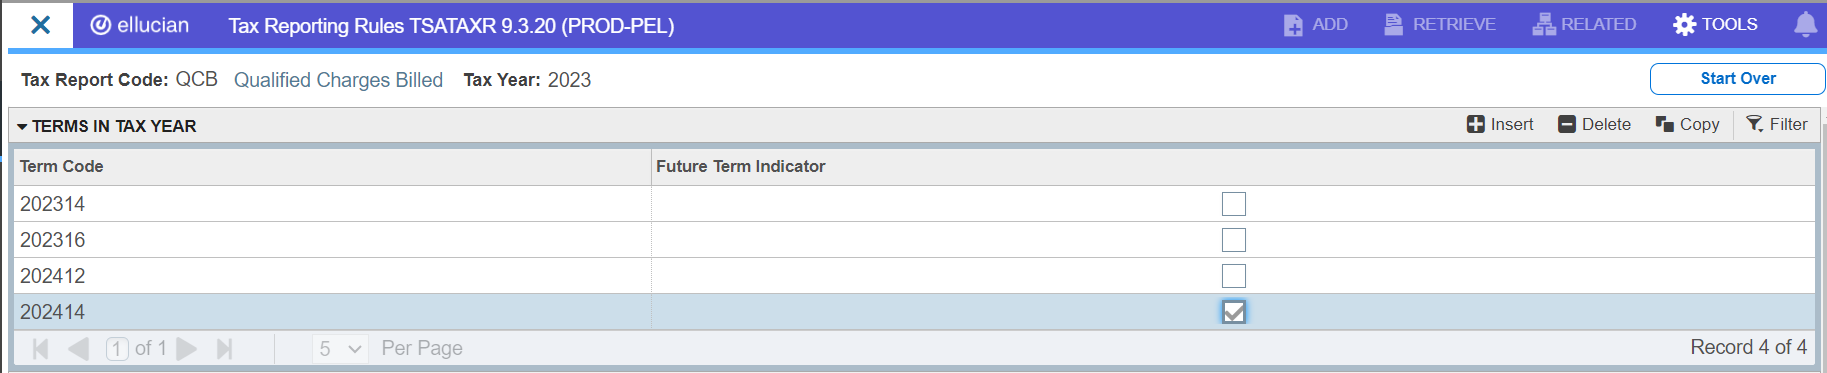 ellucian Tax Reporting Rules TSATAXR 9.3.20 (PROD-PEL) ADD RETRIEVE RELATED TOOLS
Tax Report Code: QCB Qualified Charges Billed Tax Year: 2023 Start Over
TERMS IN TAX YEAR Insert Delete Copy Filter
Term Code Future Term Indicator
202314
202316
202412
202414
1 of 1 5 Per Page Record 4 of 4